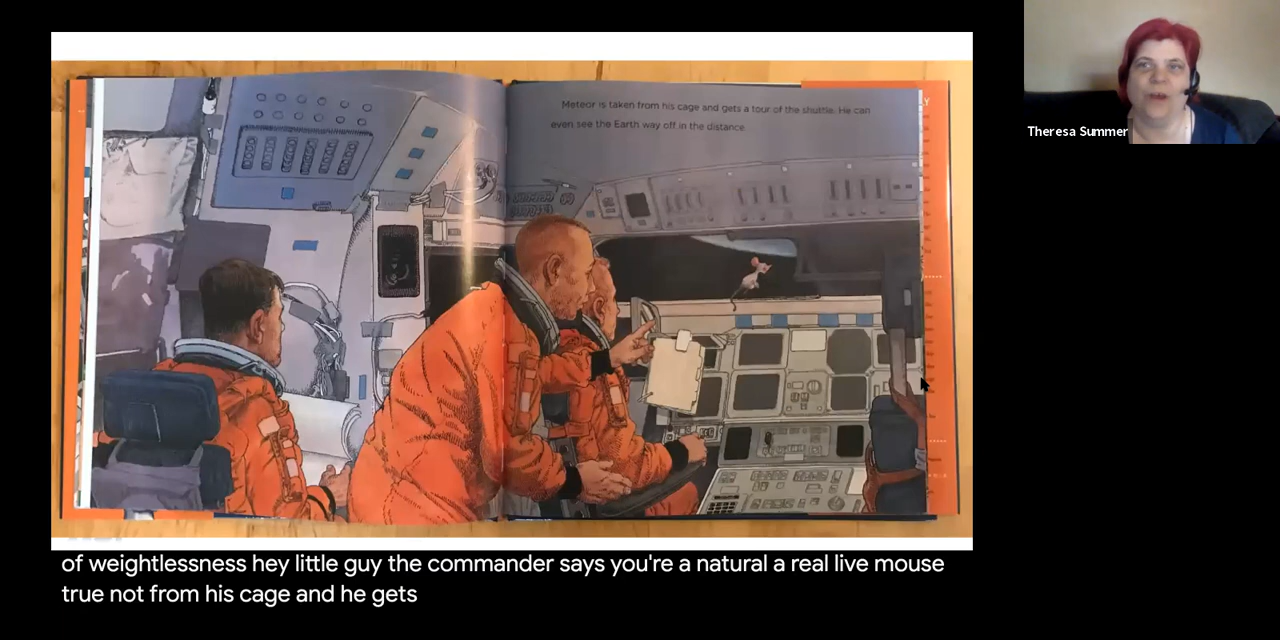 Meteor is taken from his cage and gets a tour of the shuttle. He can
even see the Earth way off in the distance.
Theresa Summer
of weightlessness hey little guy the commander says you're a natural a real live mouse
true not from his cage and he gets